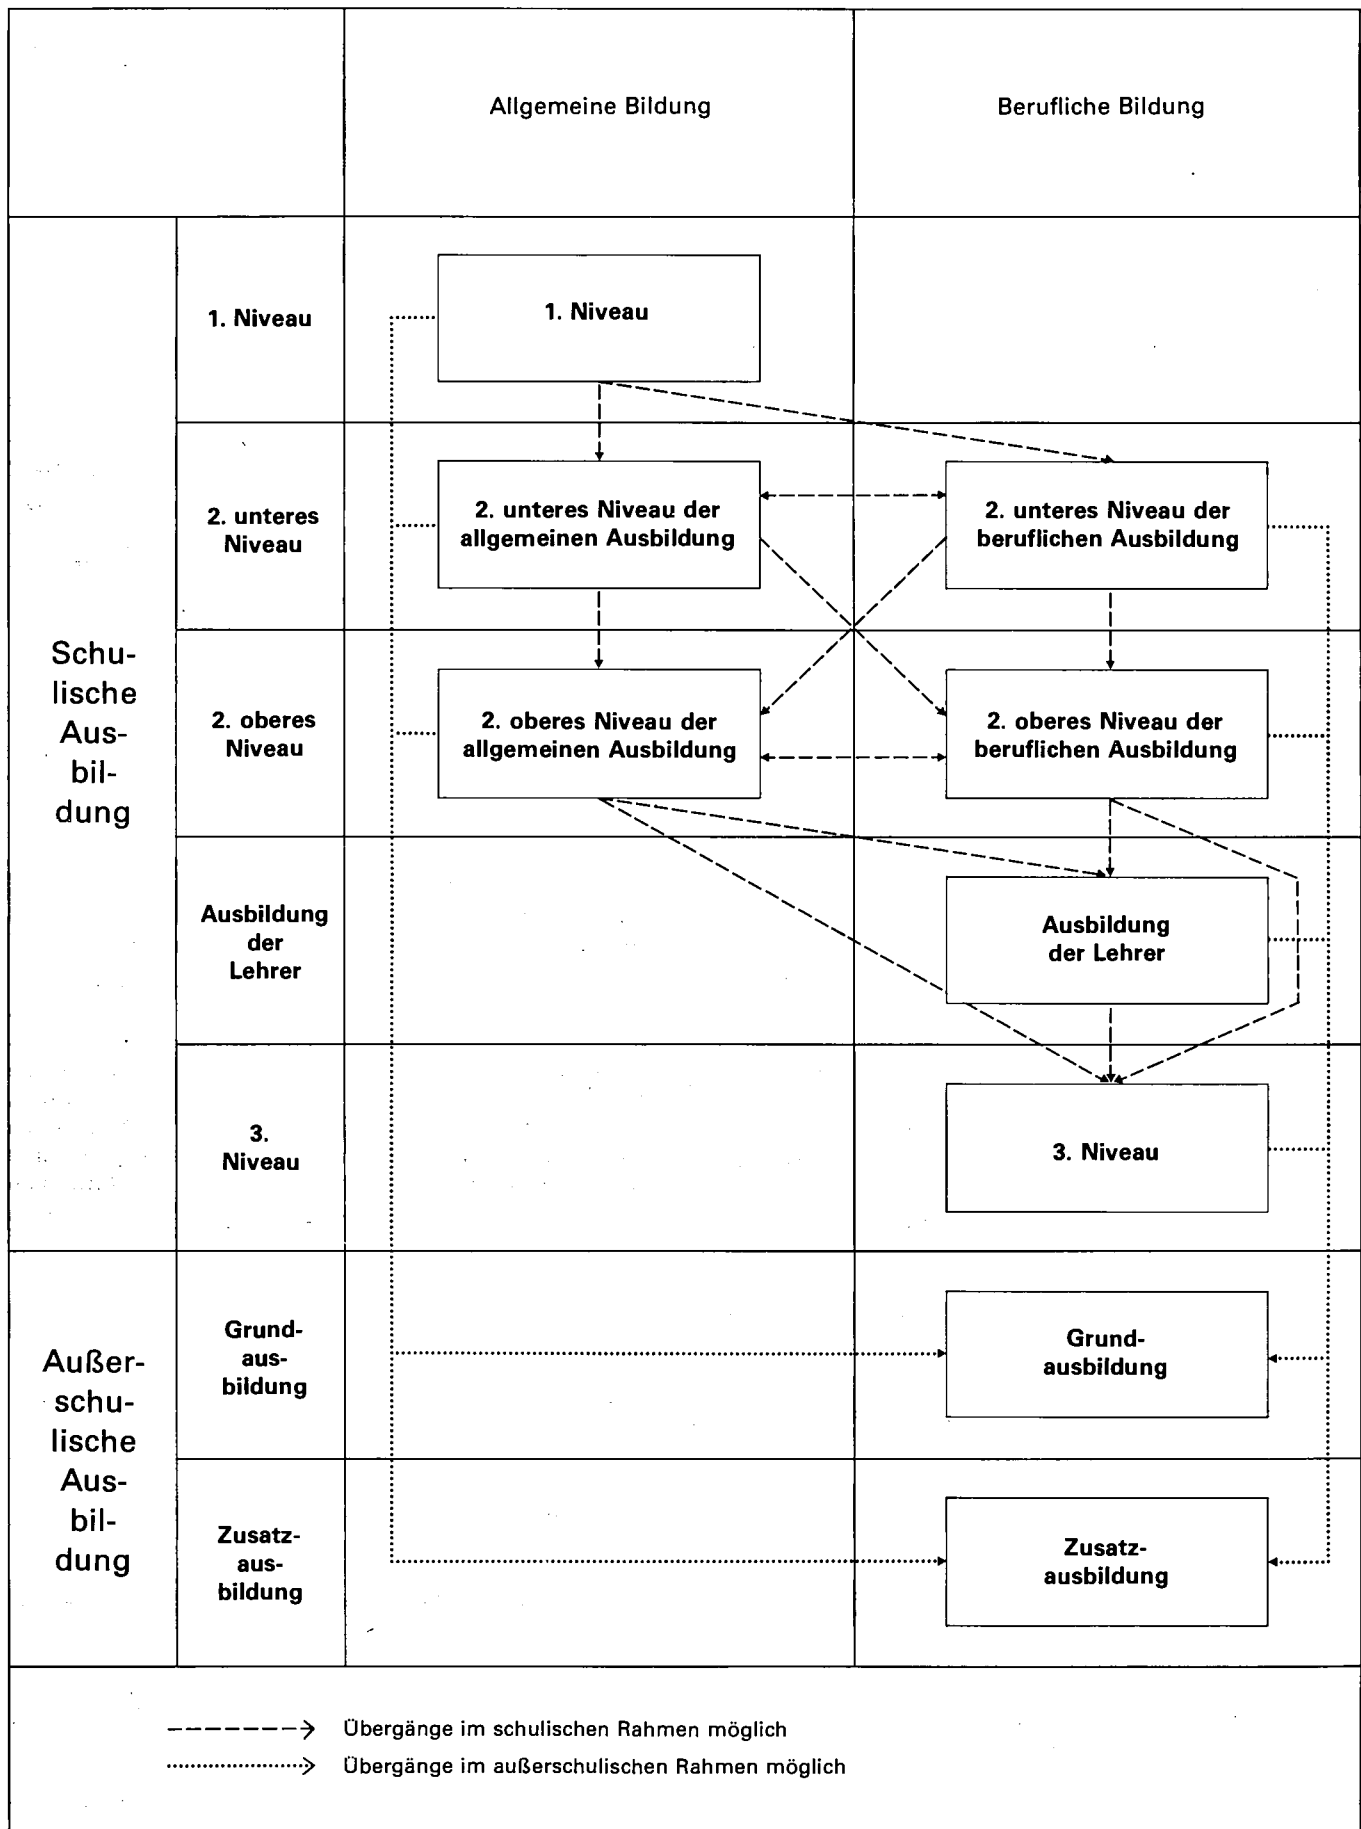 Allgemeine Bildung
Berufliche Bildung
Schu-
lische
Aus-
bil-
dung
1. Niveau
1. Niveau
2. unteres
Niveau
2. unteres Niveau der
allgemeinen Ausbildung
2. unteres Niveau der
beruflichen Ausbildung
2. oberes
Niveau
2. oberes Niveau der
allgemeinen Ausbildung
2. oberes Niveau der
beruflichen Ausbildung
Ausbildung
der
Lehrer
Ausbildung
der Lehrer
3.
Niveau
3. Niveau
Außer-
schu-
lische
Aus-
bil-
dung
Grund-
aus-
bildung
Grund-
ausbildung
Zusatz-
aus-
bildung
Zusatz-
ausbildung
Übergänge im schulischen Rahmen möglich
Übergänge im außerschulischen Rahmen möglich